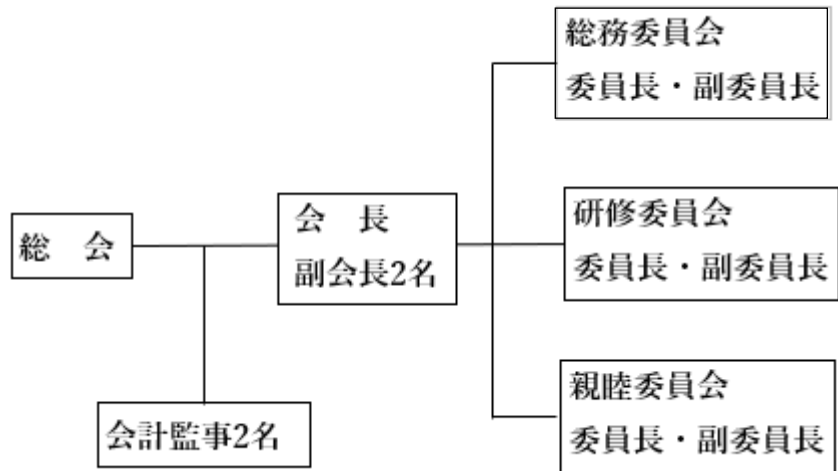 総　会
会計監事2名
会　長
副会長2名
総務委員会
委員長・副委員長
研修委員会
委員長・副委員長
親睦委員会
委員長・副委員長